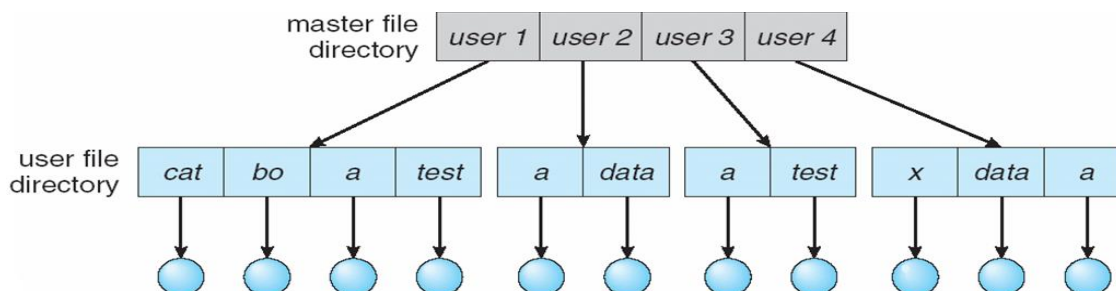 master file
directory
user 1 user 2 user 3 user 4
user file
directory
cat bo a test a data a test x data a